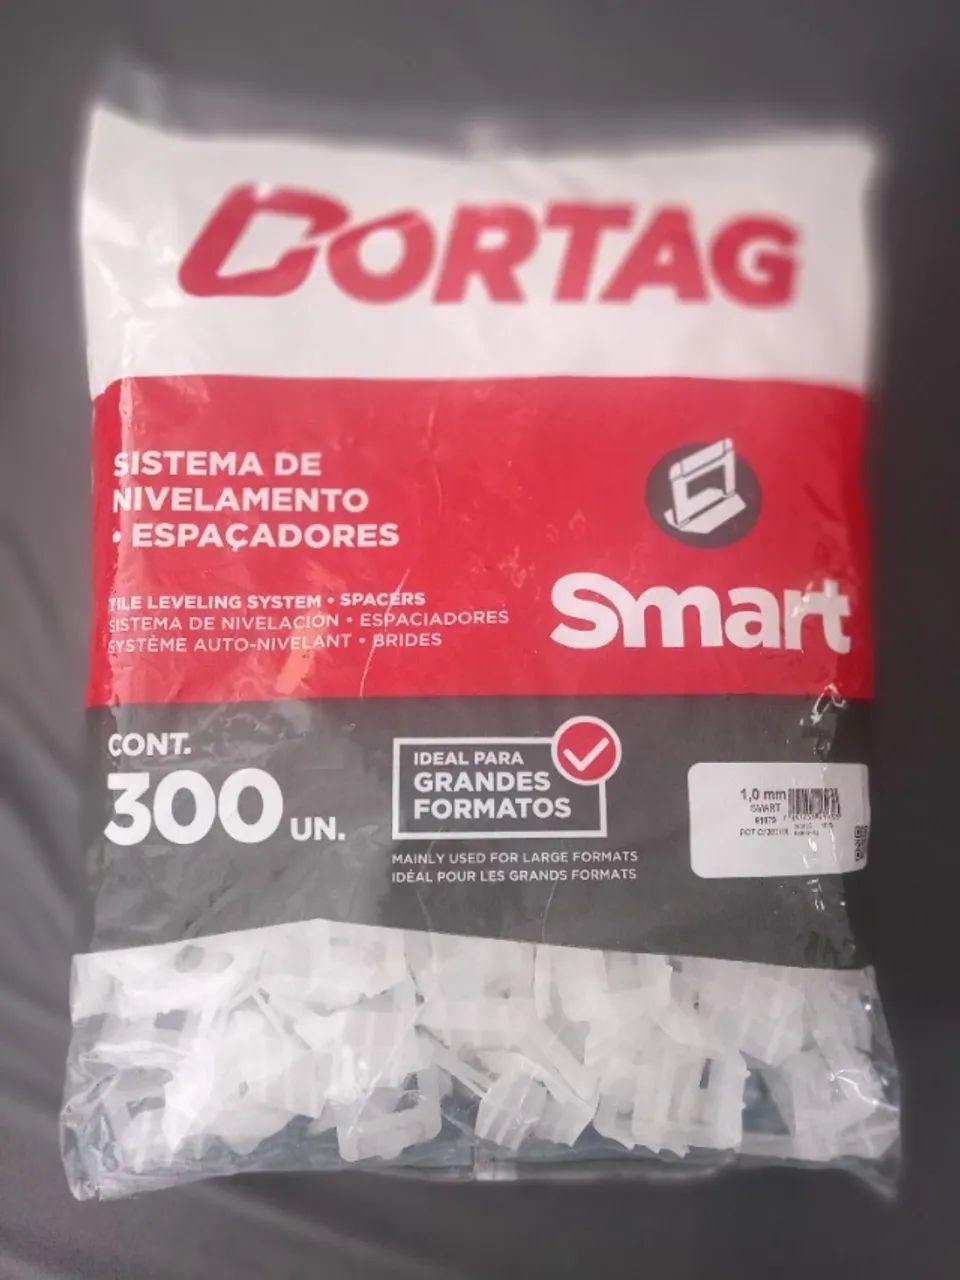 CORTAG
SISTEMA DE
NIVELAMENTO
• ESPAÇADORES
TILE LEVELING SYSTEM • SPACERS
SISTEMA DE NIVELACIÓN • ESPACIADORES
SYSTÈME AUTO-NIVELANT • BRIDES
Smart
CONT.
300 UN.
IDEAL PARA
GRANDES
FORMATOS
MAINLY USED FOR LARGE FORMATS
IDÉAL POUR LES GRANDS FORMATS
1,0 mm
SMART